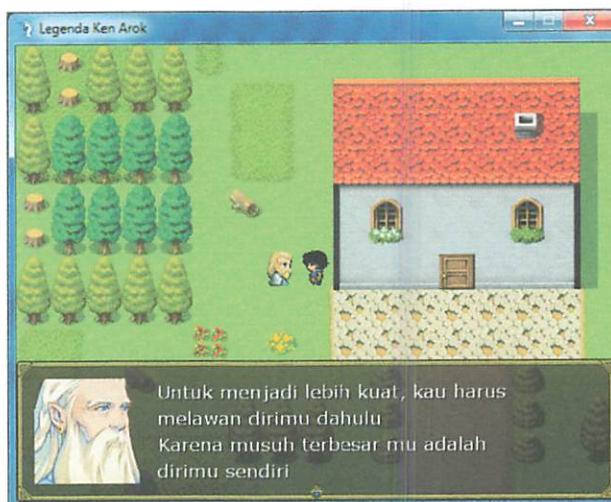 Legenda Ken Arok
Untuk menjadi lebih kuat, kau harus
melawan dirimu dahulu
Karena musuh terbesar mu adalah
dirimu sendiri